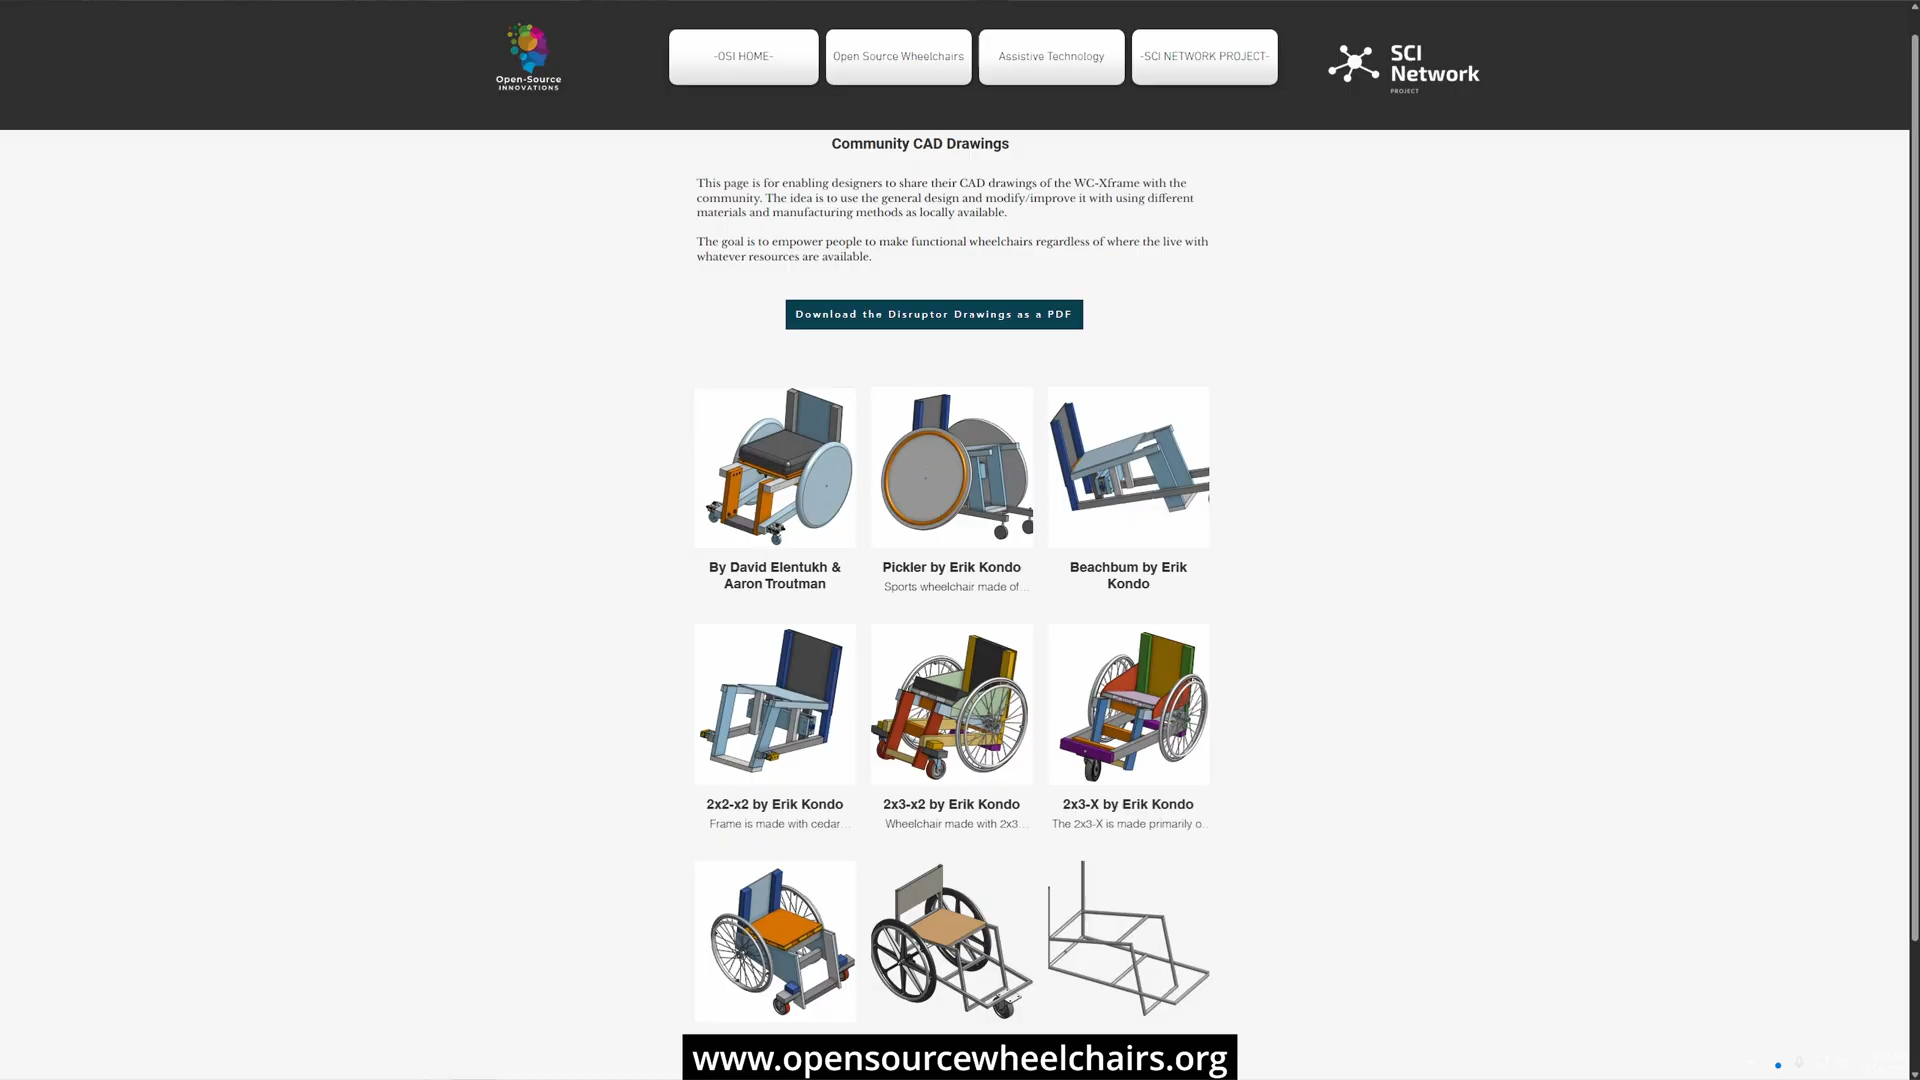 Open-Source
INNOVATIONS
-OSI HOME-
Open Source Wheelchairs
Assistive Technology
-SCI NETWORK PROJECT-
SCI
Network
PROJECT
Community CAD Drawings
This page is for enabling designers to share their CAD drawings of the WC-Xframe with the
community. The idea is to use the general design and modify/improve it with using different
materials and manufacturing methods as locally available.
The goal is to empower people to make functional wheelchairs regardless of where the live with
whatever resources are available.
Download the Disruptor Drawings as a PDF
By David Elentukh &
Aaron Troutman
Pickler by Erik Kondo
Sports wheelchair made of...
Beachbum by Erik
Kondo
2x2-x2 by Erik Kondo
Frame is made with cedar...
2x3-x2 by Erik Kondo
Wheelchair made with 2x3...
2x3-X by Erik Kondo
The 2x3-X is made primarily o..
www.opensourcewheelchairs.org